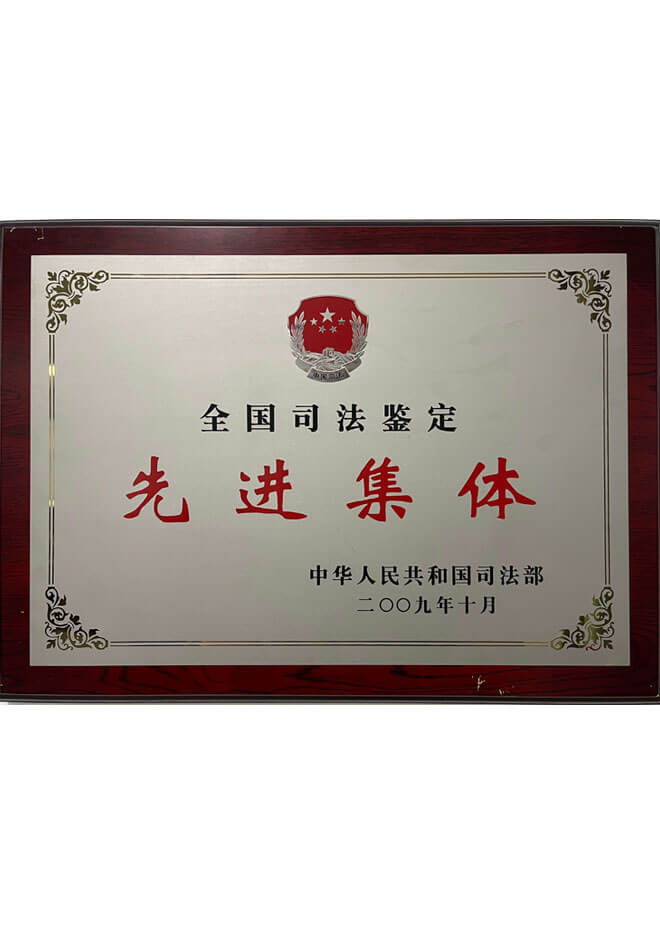 全国司法鉴定
先进集体
中华人民共和国司法部
二〇〇九年十月